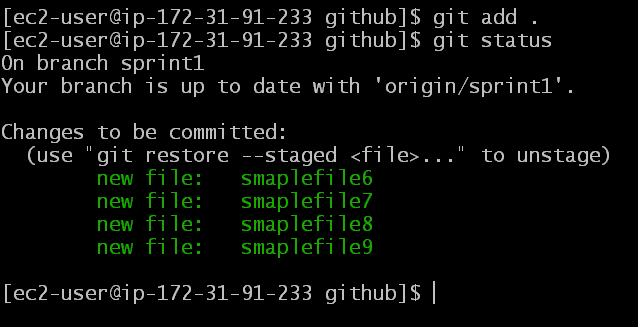 [ec2-user@ip-172-31-91-233 github]$ git add .
[ec2-user@ip-172-31-91-233 github]$ git status
On branch sprint1
Your branch is up to date with 'origin/sprint1'.
Changes to be committed:
  (use "git restore --staged <file>..." to unstage)
        new file:   smaplefile6
        new file:   smaplefile7
        new file:   smaplefile8
        new file:   smaplefile9
[ec2-user@ip-172-31-91-233 github]$